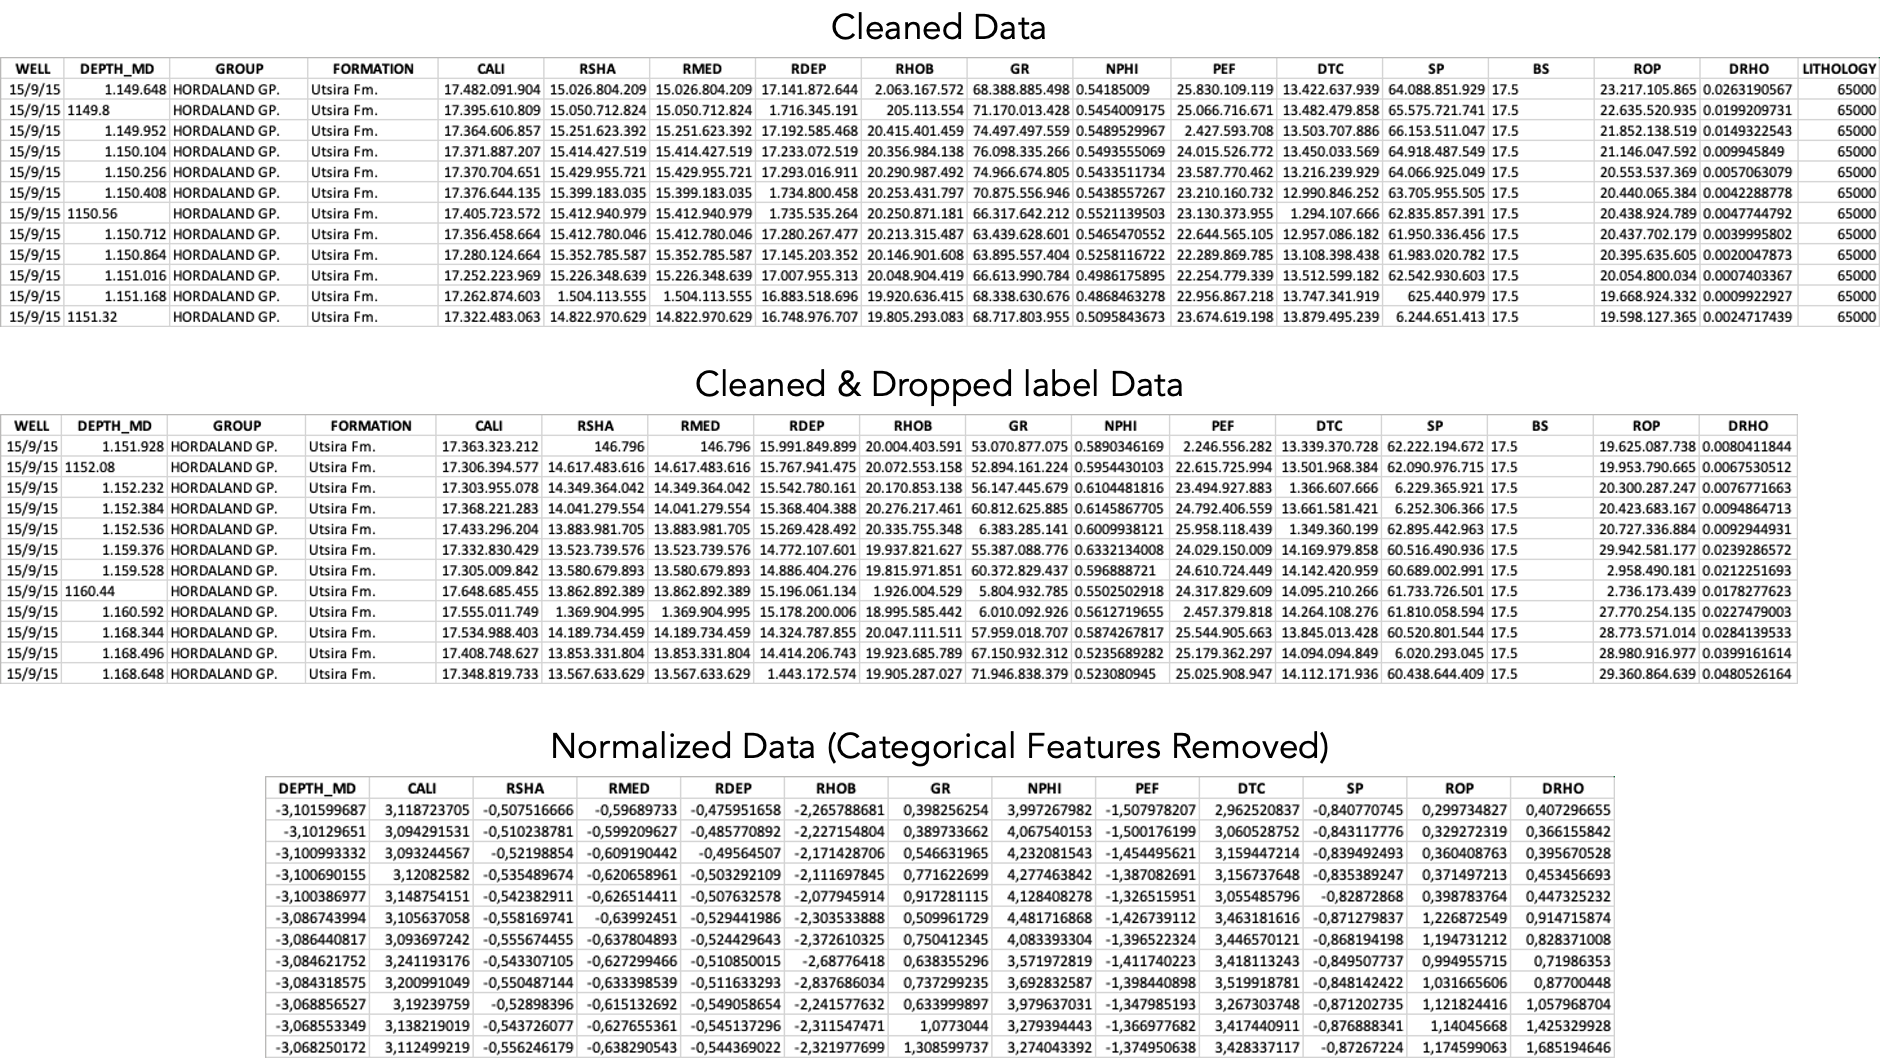 Cleaned Data
WELL DEPTH_MD GROUP FORMATION CALI RSHA RMED RDEP RHOB GR NPHI PEF DTC SP BS ROP DRHO LITHOLOGY
15/9/15 1.149.648 HORDALAND GP. Utsira Fm. 17.482.091.904 15.026.804.209 15.026.804.209 17.141.872.644 2.063.167.572 68.388.885.498 0.54185009 25.830.109.119 13.422.637.939 64.088.851.929 17.5 23.217.105.865 0.0263190567 65000
15/9/15 1149.8 HORDALAND GP. Utsira Fm. 17.395.610.809 15.050.712.824 15.050.712.824 1.716.345.191 205.113.554 71.170.013.428 0.5454009175 25.066.716.671 13.482.479.858 65.575.721.741 17.5 22.635.520.935 0.0199209731 65000
15/9/15 1.149.952 HORDALAND GP. Utsira Fm. 17.364.606.857 15.251.623.392 15.251.623.392 17.192.585.468 20.415.401.459 74.497.497.559 0.5489529967 2.427.593.708 13.503.707.886 66.153.511.047 17.5 21.852.138.519 0.0149322543 65000
15/9/15 1.150.104 HORDALAND GP. Utsira Fm. 17.371.887.207 15.414.427.519 15.414.427.519 17.233.072.519 20.356.984.138 76.098.335.266 0.5493555069 24.015.526.772 13.450.033.569 64.918.487.549 17.5 21.146.047.592 0.009945849 65000
15/9/15 1.150.256 HORDALAND GP. Utsira Fm. 17.370.704.651 15.429.955.721 15.429.955.721 17.293.016.911 20.290.987.492 74.966.674.805 0.5433511734 23.587.770.462 13.216.239.929 64.066.925.049 17.5 20.553.537.369 0.0057063079 65000
15/9/15 1.150.408 HORDALAND GP. Utsira Fm. 17.376.644.135 15.399.183.035 15.399.183.035 1.734.800.458 20.253.431.797 70.875.556.946 0.5438557267 23.210.160.732 12.990.846.252 63.705.955.505 17.5 20.440.065.384 0.0042288778 65000
15/9/15 1150.56 HORDALAND GP. Utsira Fm. 17.405.723.572 15.412.940.979 15.412.940.979 1.735.535.264 20.250.871.181 66.317.642.212 0.5521139503 23.130.373.955 1.294.107.666 62.835.857.391 17.5 20.438.924.789 0.0047744792 65000
15/9/15 1.150.712 HORDALAND GP. Utsira Fm. 17.356.458.664 15.412.780.046 15.412.780.046 17.280.267.477 20.213.315.487 63.439.628.601 0.5465470552 22.644.565.105 12.957.086.182 61.950.336.456 17.5 20.437.702.179 0.0039995802 65000
15/9/15 1.150.864 HORDALAND GP. Utsira Fm. 17.280.124.664 15.352.785.587 15.352.785.587 17.145.203.352 20.146.901.608 63.895.557.404 0.5258116722 22.289.869.785 13.108.398.438 61.983.020.782 17.5 20.395.635.605 0.0020047873 65000
15/9/15 1.151.016 HORDALAND GP. Utsira Fm. 17.252.223.969 15.226.348.639 15.226.348.639 17.007.955.313 20.048.904.419 66.613.990.784 0.4986175895 22.254.779.339 13.512.599.182 62.542.930.603 17.5 20.054.800.034 0.0007403367 65000
15/9/15 1.151.168 HORDALAND GP. Utsira Fm. 17.262.874.603 1.504.113.555 1.504.113.555 16.883.518.696 19.920.636.415 68.338.630.676 0.4868463278 22.956.867.218 13.747.341.919 625.440.979 17.5 19.668.924.332 0.0009922927 65000
15/9/15 1151.32 HORDALAND GP. Utsira Fm. 17.322.483.063 14.822.970.629 14.822.970.629 16.748.976.707 19.805.293.083 68.717.803.955 0.5095843673 23.674.619.198 13.879.495.239 6.244.651.413 17.5 19.598.127.365 0.0024717439 65000
Cleaned & Dropped label Data
WELL DEPTH_MD GROUP FORMATION CALI RSHA RMED RDEP RHOB GR NPHI PEF DTC SP BS ROP DRHO
15/9/15 1.151.928 HORDALAND GP. Utsira Fm. 17.363.323.212 146.796 146.796 15.991.849.899 20.004.403.591 53.070.877.075 0.5890346169 2.246.556.282 13.339.370.728 62.222.194.672 17.5 19.625.087.738 0.0080411844
15/9/15 1152.08 HORDALAND GP. Utsira Fm. 17.306.394.577 14.617.483.616 14.617.483.616 15.767.941.475 20.072.553.158 52.894.161.224 0.5954430103 22.615.725.994 13.501.968.384 62.090.976.715 17.5 19.953.790.665 0.0067530512
15/9/15 1.152.232 HORDALAND GP. Utsira Fm. 17.303.955.078 14.349.364.042 14.349.364.042 15.542.780.161 20.170.853.138 56.147.445.679 0.6104481816 23.494.927.883 1.366.607.666 6.229.365.921 17.5 20.300.287.247 0.0076771663
15/9/15 1.152.384 HORDALAND GP. Utsira Fm. 17.368.221.283 14.041.279.554 14.041.279.554 15.368.404.388 20.276.217.461 60.812.625.885 0.6145867705 24.792.406.559 13.661.581.421 6.252.306.366 17.5 20.423.683.167 0.0094864713
15/9/15 1.152.536 HORDALAND GP. Utsira Fm. 17.433.296.204 13.883.981.705 13.883.981.705 15.269.428.492 20.335.755.348 6.383.285.141 0.6009938121 25.958.118.439 1.349.360.199 62.895.442.963 17.5 20.727.336.884 0.0092944931
15/9/15 1.159.376 HORDALAND GP. Utsira Fm. 17.332.830.429 13.523.739.576 13.523.739.576 14.772.107.601 19.937.821.627 55.387.088.776 0.6332134008 24.029.150.009 14.169.979.858 60.516.490.936 17.5 29.942.581.177 0.0239286572
15/9/15 1.159.528 HORDALAND GP. Utsira Fm. 17.305.009.842 13.580.679.893 13.580.679.893 14.886.404.276 19.815.971.851 60.372.829.437 0.596888721 24.610.724.449 14.142.420.959 60.689.002.991 17.5 2.958.490.181 0.0212251693
15/9/15 1160.44 HORDALAND GP. Utsira Fm. 17.648.685.455 13.862.892.389 13.862.892.389 15.196.061.134 1.926.004.529 5.804.932.785 0.5502502918 24.317.829.609 14.095.210.266 61.733.726.501 17.5 2.736.173.439 0.0178277623
15/9/15 1.160.592 HORDALAND GP. Utsira Fm. 17.555.011.749 1.369.904.995 1.369.904.995 15.178.200.006 18.995.585.442 6.010.092.926 0.5612719655 2.457.379.818 14.264.108.276 61.810.058.594 17.5 27.770.254.135 0.0227479003
15/9/15 1.168.344 HORDALAND GP. Utsira Fm. 17.534.988.403 14.189.734.459 14.189.734.459 14.324.787.855 20.047.111.511 57.959.018.707 0.5874267817 25.544.905.663 13.845.013.428 60.520.801.544 17.5 28.773.571.014 0.0284139533
15/9/15 1.168.496 HORDALAND GP. Utsira Fm. 17.408.748.627 13.853.331.804 13.853.331.804 14.414.206.743 19.923.685.789 67.150.932.312 0.5235689282 25.179.362.297 14.094.094.849 6.020.293.045 17.5 28.980.916.977 0.0399161614
15/9/15 1.168.648 HORDALAND GP. Utsira Fm. 17.348.819.733 13.567.633.629 13.567.633.629 1.443.172.574 19.905.287.027 71.946.838.379 0.523080945 25.025.908.947 14.112.171.936 60.438.644.409 17.5 29.360.864.639 0.0480526164
Normalized Data (Categorical Features Removed)
DEPTH_MD CALI RSHA RMED RDEP RHOB GR NPHI PEF DTC SP ROP DRHO
-3,101599687 3,118723705 -0,507516666 -0,59689733 -0,475951658 -2,265788681 0,398256254 3,997267982 -1,507978207 2,962520837 -0,840770745 0,299734827 0,407296655
-3,10129651 3,094291531 -0,510238781 -0,599209627 -0,485770892 -2,227154804 0,389733662 4,067540153 -1,500176199 3,060528752 -0,843117776 0,329272319 0,366155842
-3,100993332 3,093244567 -0,52198854 -0,609190442 -0,49564507 -2,171428706 0,546631965 4,232081543 -1,454495621 3,159447214 -0,839492493 0,360408763 0,395670528
-3,100690155 3,12082582 -0,535489674 -0,620658961 -0,503292109 -2,111697845 0,771622699 4,277463842 -1,387082691 3,156737648 -0,835389247 0,371497213 0,453456693
-3,100386977 3,148754151 -0,542382911 -0,626514411 -0,507632578 -2,077945914 0,917281115 4,128408278 -1,326515951 3,055485796 -0,82872868 0,398783764 0,447325232
-3,086743994 3,105637058 -0,558169741 -0,63992451 -0,529441986 -2,303533888 0,509961729 4,481716868 -1,426739112 3,463181616 -0,871279837 1,226872549 0,914715874
-3,086440817 3,093697242 -0,555674455 -0,637804893 -0,524429643 -2,372610325 0,750412345 4,083393304 -1,396522324 3,446570121 -0,868194198 1,194731212 0,828371008
-3,084621752 3,241193176 -0,543307105 -0,627299466 -0,510850015 -2,68776418 0,638355296 3,571972819 -1,411740223 3,418113243 -0,849507737 0,994955715 0,71986353
-3,084318575 3,200991049 -0,550487144 -0,633398539 -0,511633293 -2,837686034 0,737299235 3,692832587 -1,398440898 3,519918781 -0,848142422 1,031665606 0,87700448
-3,068856527 3,19239759 -0,52898396 -0,615132692 -0,549058654 -2,241577632 0,633999897 3,979637031 -1,347985193 3,267303748 -0,871202735 1,121824416 1,057968704
-3,068553349 3,138219019 -0,543726077 -0,627655361 -0,545137296 -2,311547471 1,0773044 3,279394443 -1,366977682 3,417440911 -0,876888341 1,14045668 1,425329928
-3,068250172 3,112499219 -0,556246179 -0,638290543 -0,544369022 -2,321977699 1,308599737 3,274043392 -1,374950638 3,428337117 -0,87267224 1,174599063 1,685194646